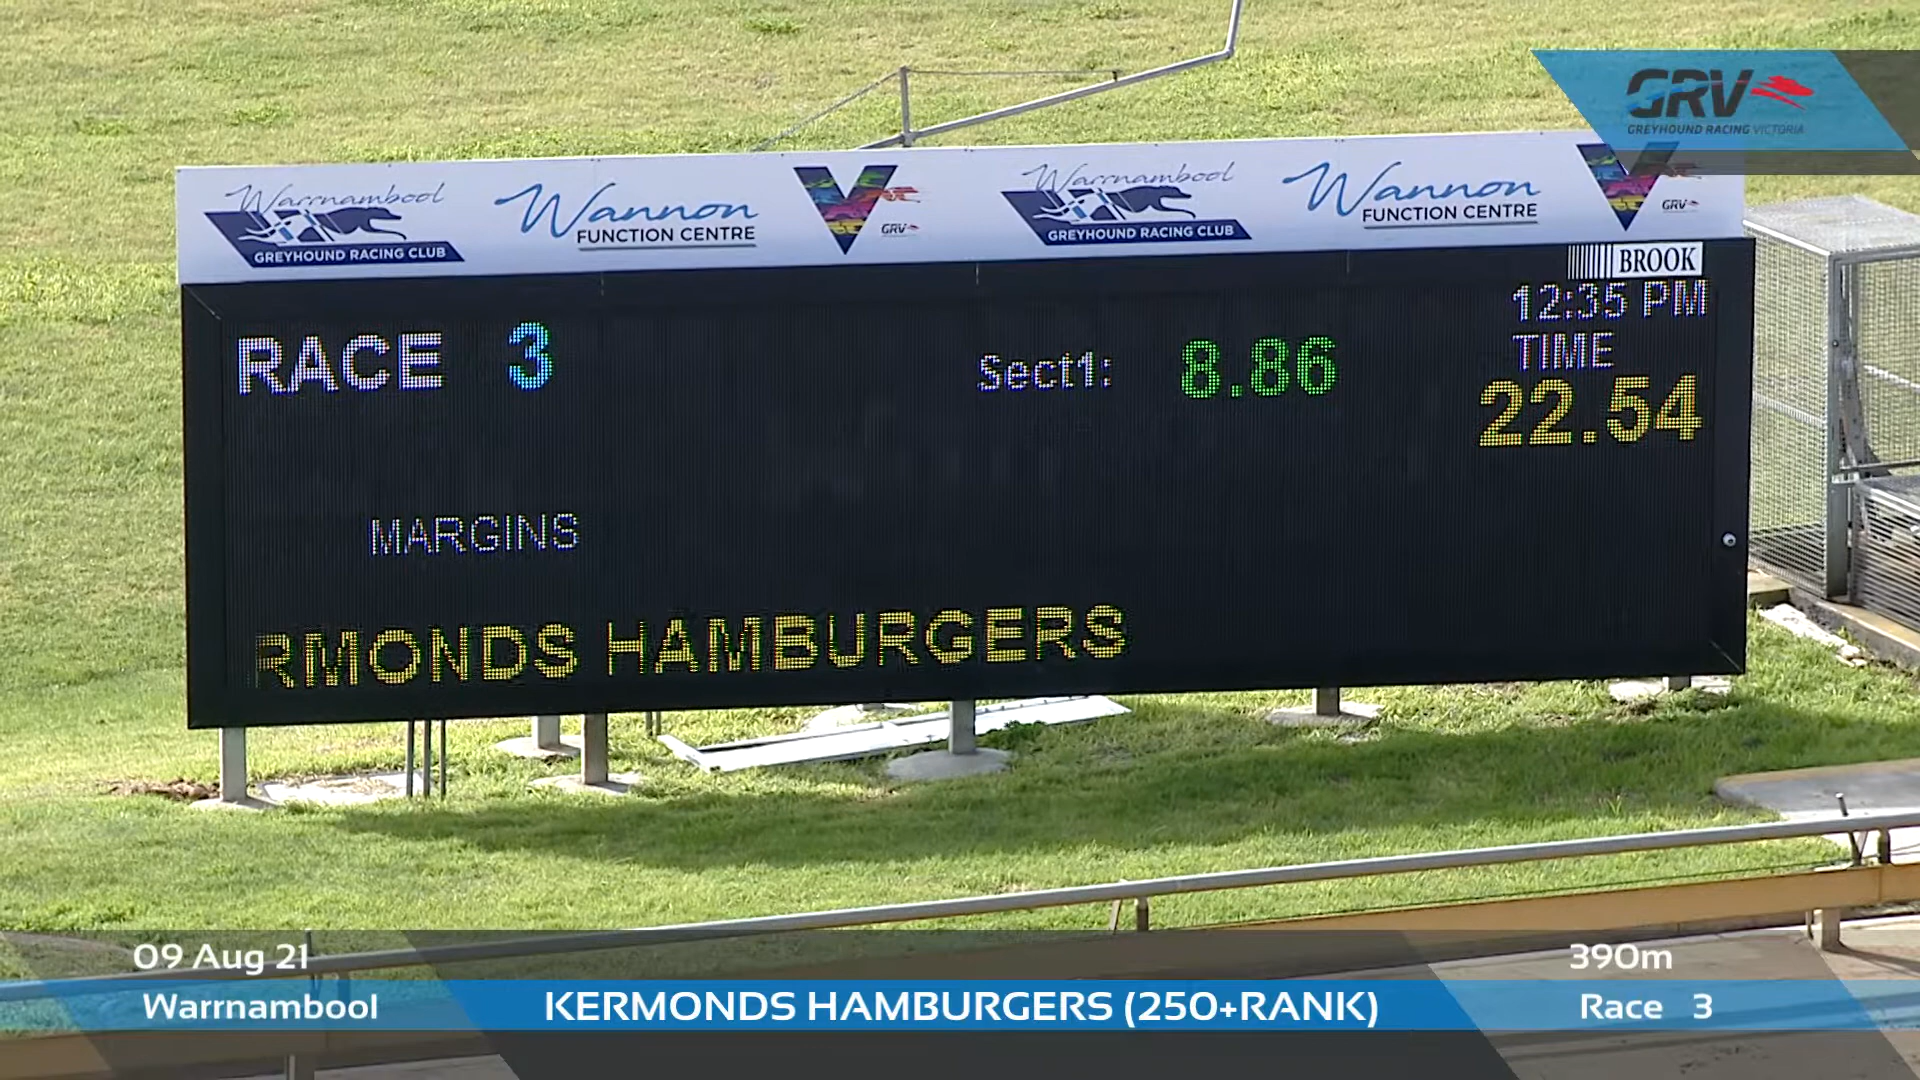 GRV
GREYHOUND RACING VICTORIA
Warrnambool
GREYHOUND RACING CLUB
Wannon
FUNCTION CENTRE
V
GRV
Warrnambool
GREYHOUND RACING CLUB
Wannon
FUNCTION CENTRE
V
GRV
BROOK
12:35 PM
RACE 3
Sect1: 8.86
TIME
22.54
MARGINS
RMONDS HAMBURGERS
09 Aug 21
390m
Warrnambool
KERMONDS HAMBURGERS (250+RANK)
Race 3